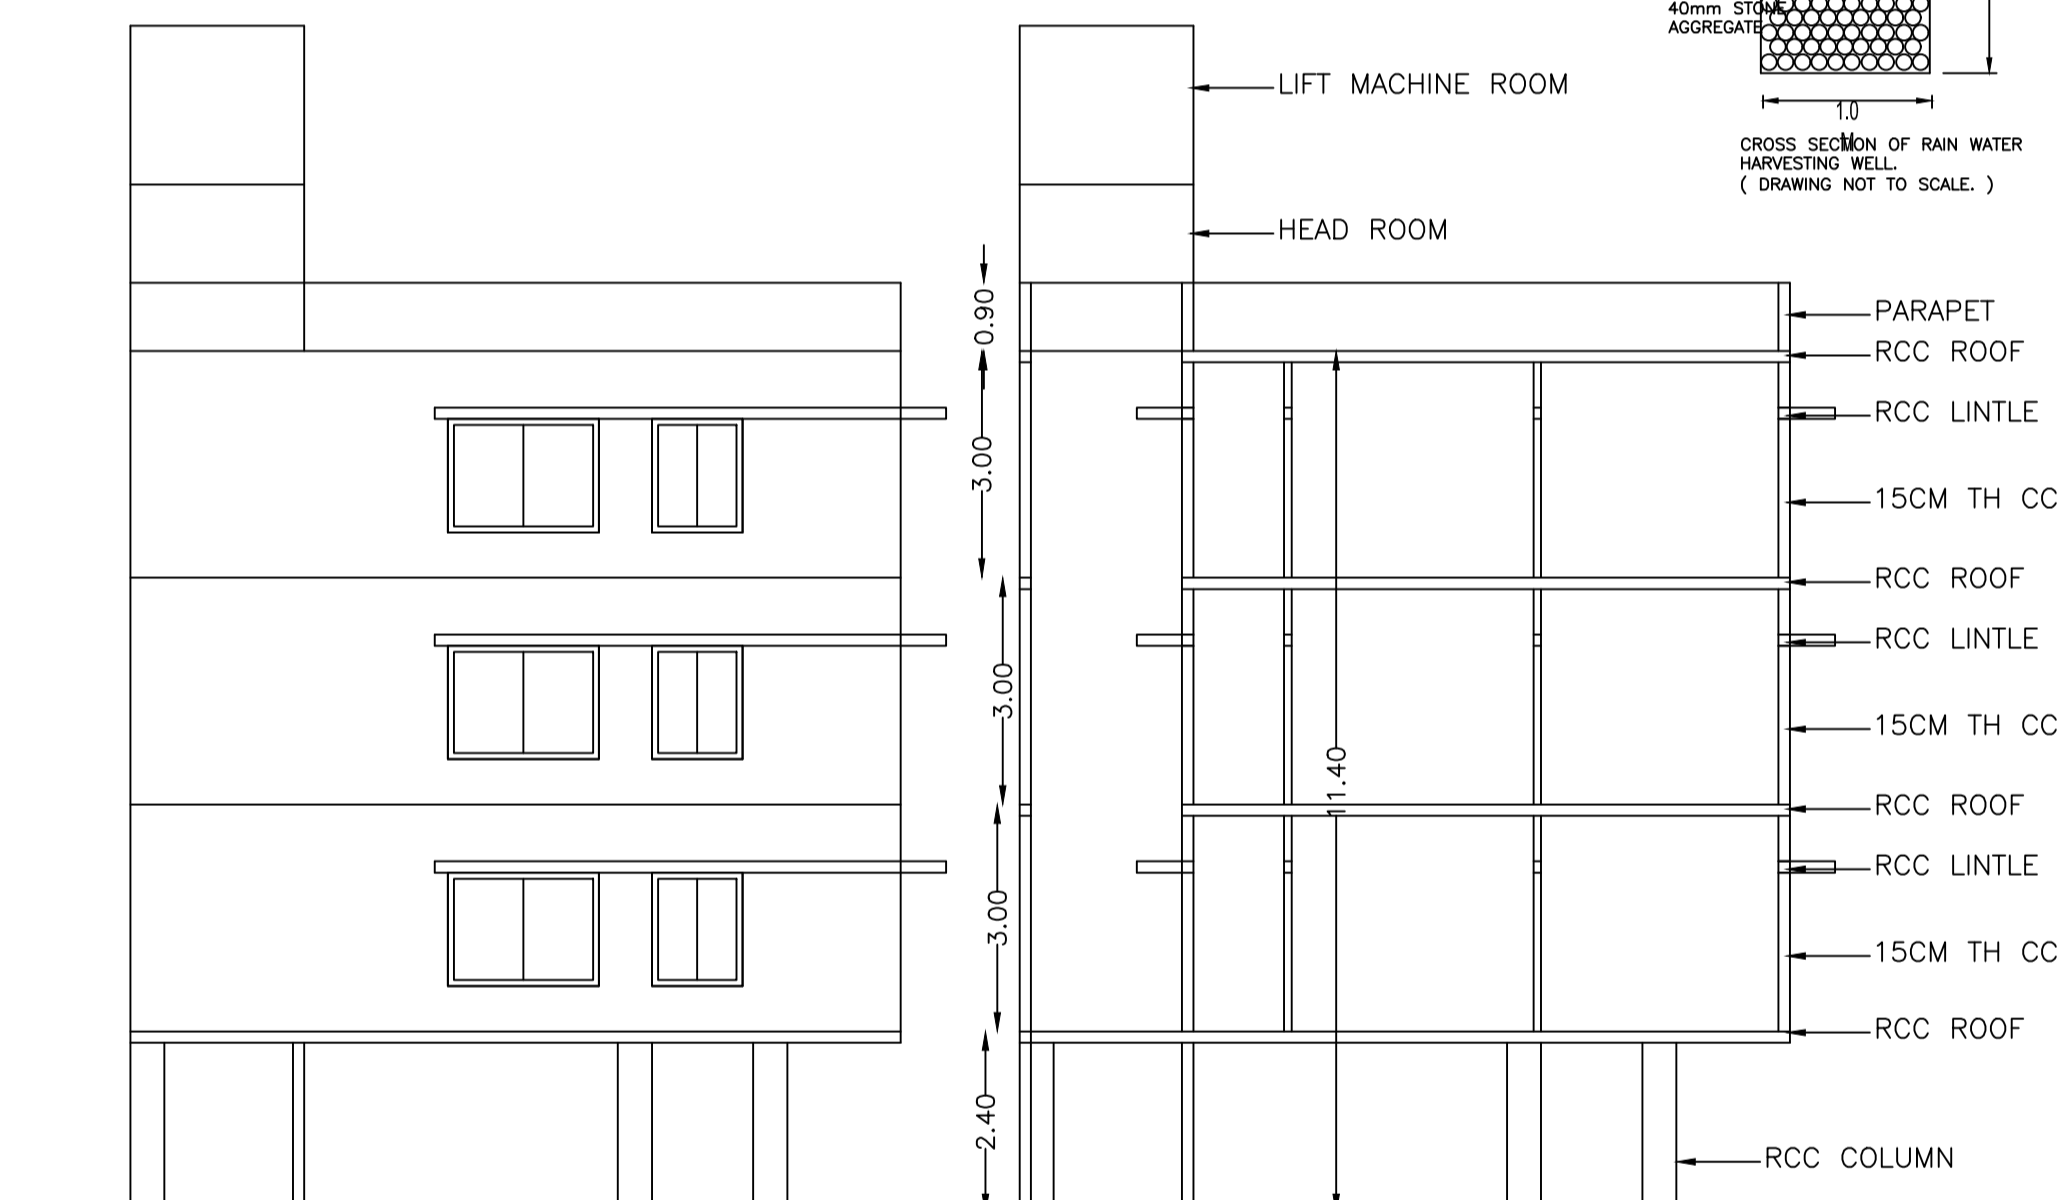 40mm STONE
AGGREGATE
1.0
M
CROSS SECTION OF RAIN WATER
HARVESTING WELL.
( DRAWING NOT TO SCALE. )
LIFT MACHINE ROOM
HEAD ROOM
0.90
PARAPET
RCC ROOF
RCC LINTLE
3.00
15CM TH CC
RCC ROOF
RCC LINTLE
3.00
15CM TH CC
11.40
RCC ROOF
RCC LINTLE
3.00
15CM TH CC
RCC ROOF
2.40
RCC COLUMN